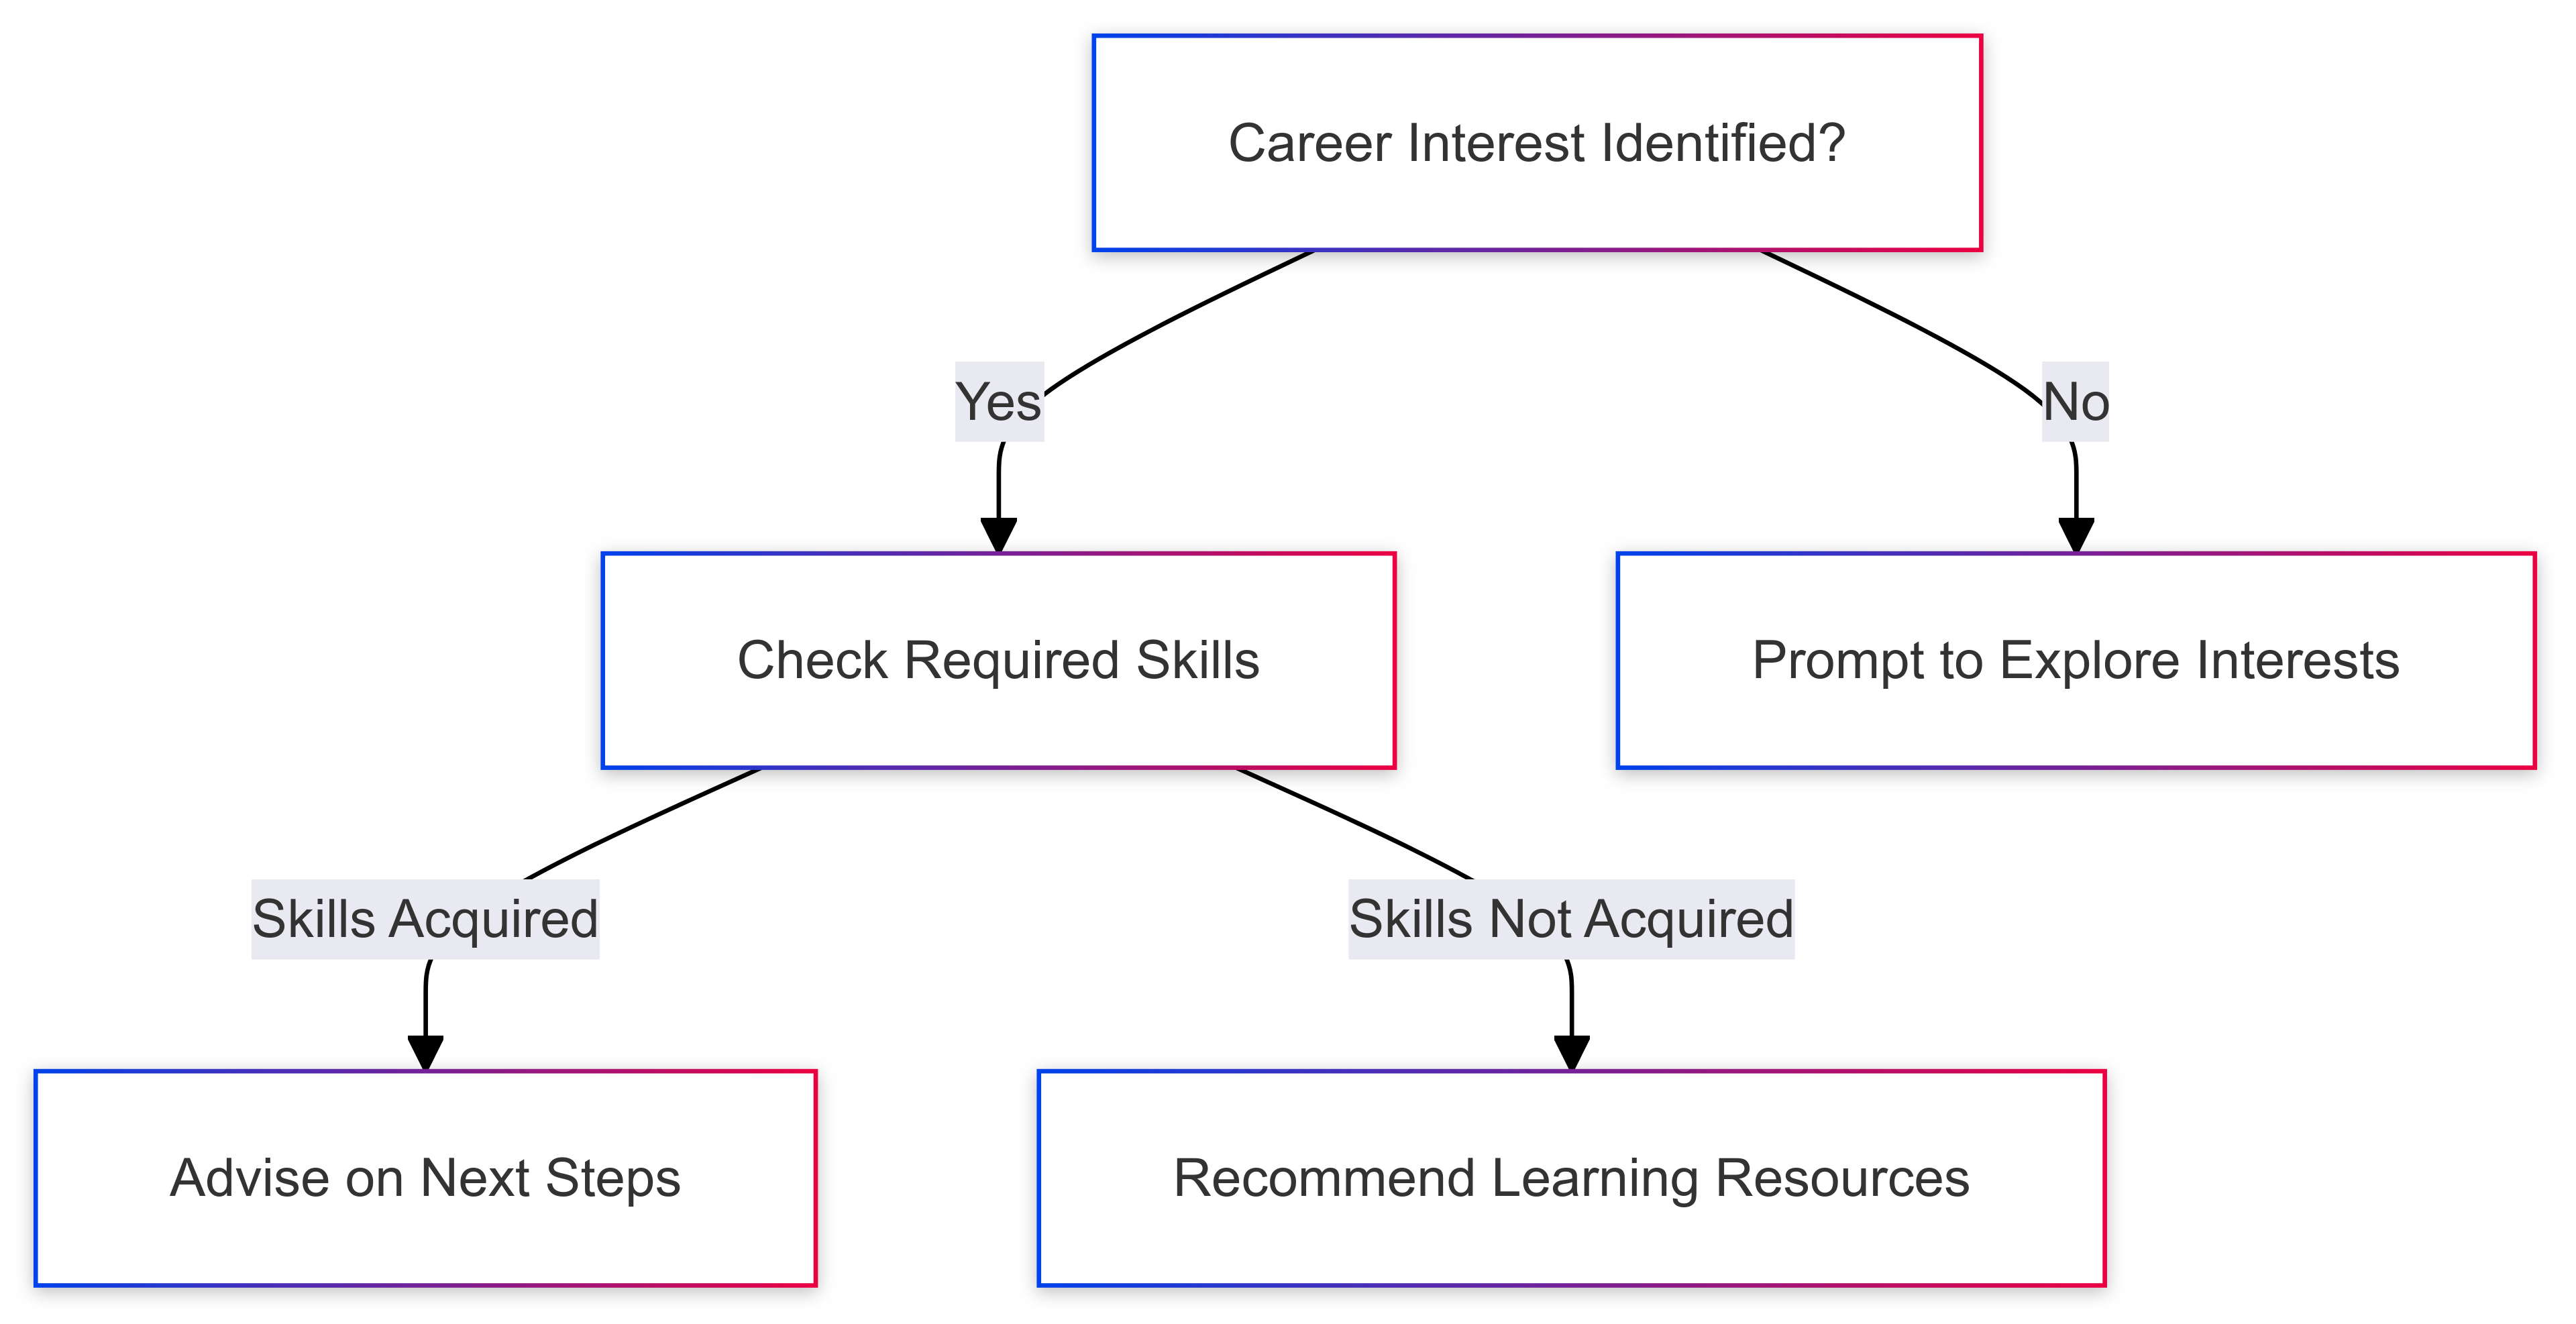 Career Interest Identified?
Yes
No
Check Required Skills
Prompt to Explore Interests
Skills Acquired
Skills Not Acquired
Advise on Next Steps
Recommend Learning Resources